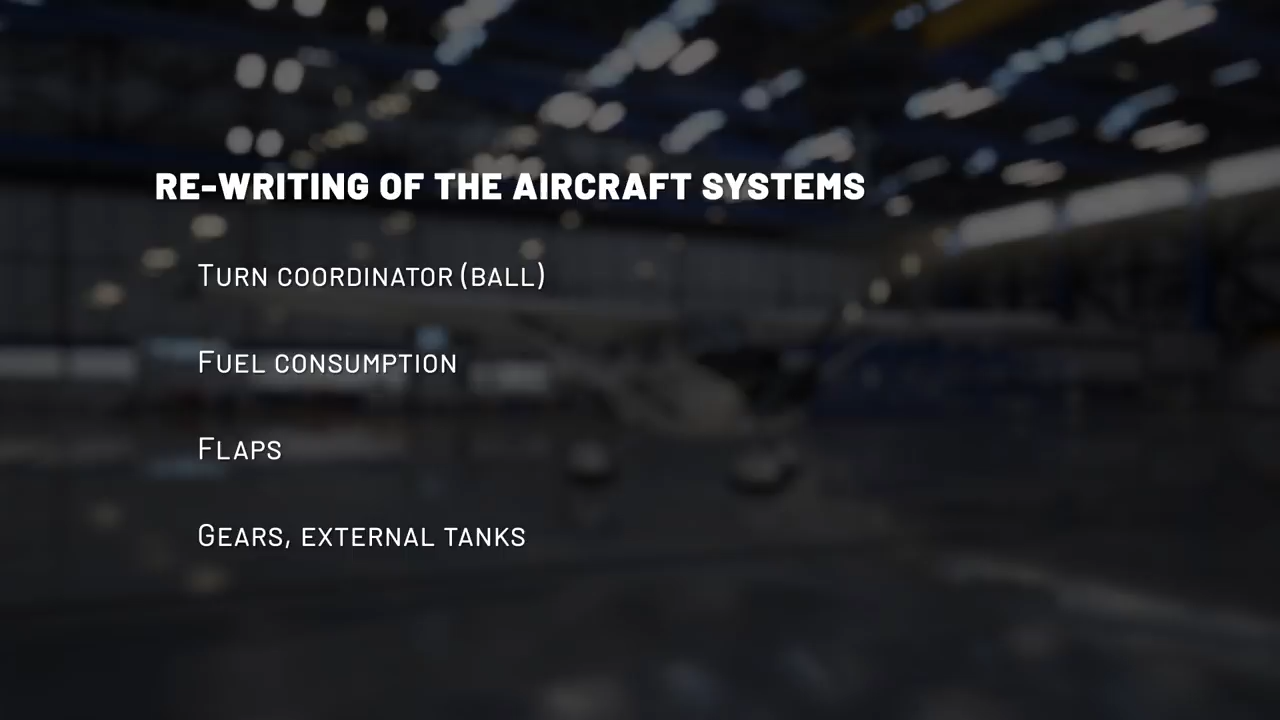 RE-WRITING OF THE AIRCRAFT SYSTEMS
Turn coordinator (ball)
Fuel consumption
Flaps
Gears, external tanks